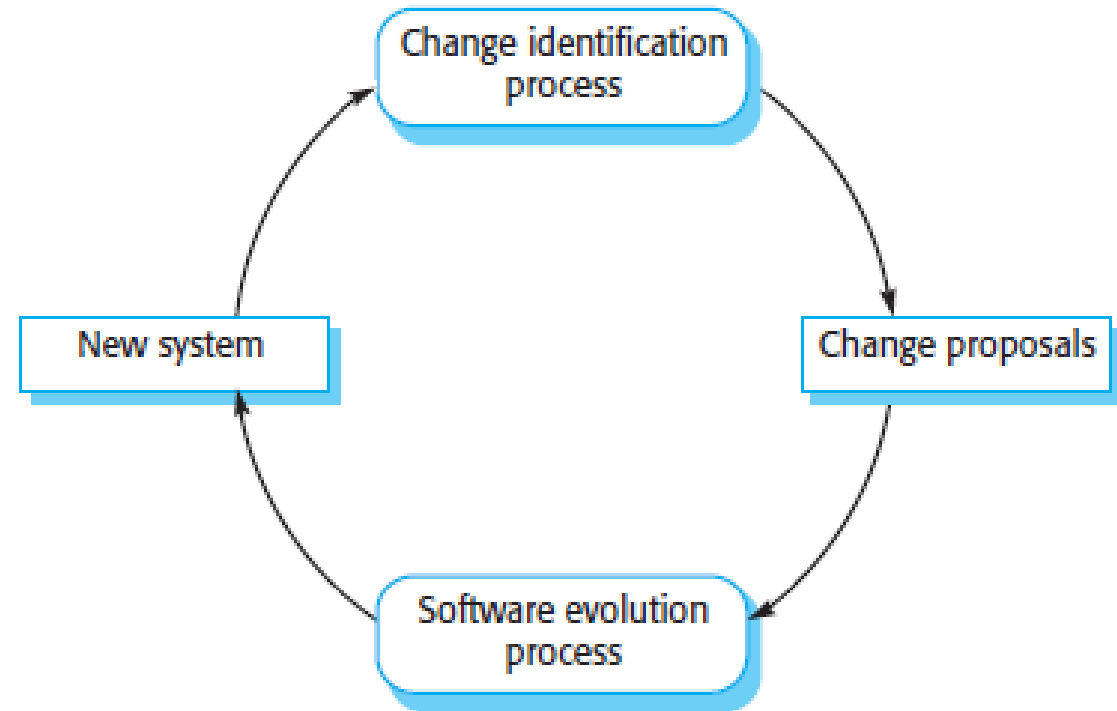 Change identification
process
New system
Change proposals
Software evolution
process